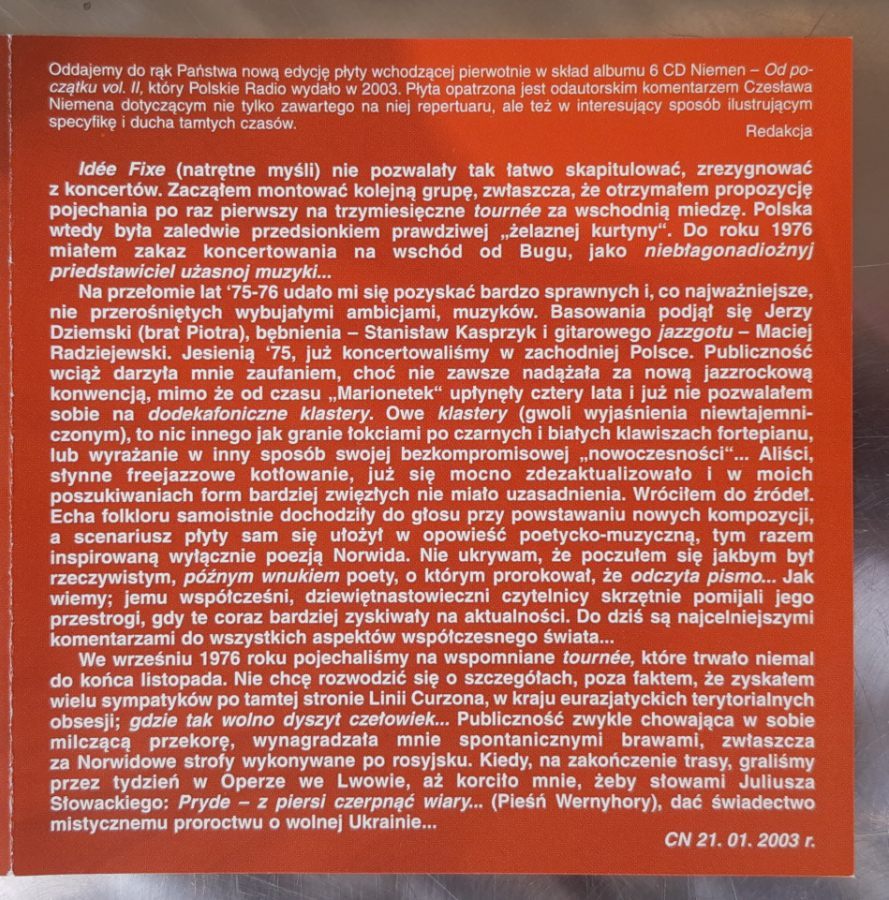 Oddajemy do rąk Państwa nową edycję płyty wchodzącej pierwotnie w skład albumu 6 CD Niemen – Od po-
czątku vol. II, który Polskie Radio wydało w 2003. Płyta opatrzona jest odautorskim komentarzem Czesława
Niemena dotyczącym nie tylko zawartego na niej repertuaru, ale też w interesujący sposób ilustrującym
specyfikę i ducha tamtych czasów.
Redakcja
Idée Fixe (natrętne myśli) nie pozwalały tak łatwo skapitulować, zrezygnować
z koncertów. Zacząłem montować kolejną grupę, zwłaszcza, że otrzymałem propozycję
pojechania po raz pierwszy na trzymiesięczne tournée za wschodnią miedzę. Polska
wtedy była zaledwie przedsionkiem prawdziwej „żelaznej kurtyny“. Do roku 1976
miałem zakaz koncertowania na wschód od Bugu, jako niebłagonadiożnyj
priedstawiciel użasnoj muzyki...
Na przełomie lat ‘75-76 udało mi się pozyskać bardzo sprawnych i, co najważniejsze,
nie przerośniętych wybujałymi ambicjami, muzyków. Basowania podjął się Jerzy
Dziemski (brat Piotra), bębnienia – Stanisław Kasprzyk i gitarowego jazzgotu – Maciej
Radziejewski. Jesienią ‘75, już koncertowaliśmy w zachodniej Polsce. Publiczność
wciąż darzyła mnie zaufaniem, choć nie zawsze nadążała za nową jazzrockową
konwencją, mimo że od czasu „Marionetek“ upłynęły cztery lata i już nie pozwalałem
sobie na dodekafoniczne klastery. Owe klastery (gwoli wyjaśnienia niewtajemni-
czonym), to nic innego jak granie łokciami po czarnych i białych klawiszach fortepianu,
lub wyrażanie w inny sposób swojej bezkompromisowej „nowoczesności“... Aliści,
słynne freejazzowe kotłowanie, już się mocno zdezaktualizowało i w moich
poszukiwaniach form bardziej zwięzłych nie miało uzasadnienia. Wróciłem do źródeł.
Echa folkloru samoistnie dochodziły do głosu przy powstawaniu nowych kompozycji,
a scenariusz płyty sam się ułożył w opowieść poetycko-muzyczną, tym razem
inspirowaną wyłącznie poezją Norwida. Nie ukrywam, że poczułem się jakbym był
rzeczywistym, późnym wnukiem poety, o którym prorokował, że odczyta pismo... Jak
wiemy; jemu współcześni, dziewiętnastowieczni czytelnicy skrzętnie pomijali jego
przestrogi, gdy te coraz bardziej zyskiwały na aktualności. Do dziś są najcelniejszymi
komentarzami do wszystkich aspektów współczesnego świata...
We wrześniu 1976 roku pojechaliśmy na wspomniane tournée, które trwało niemal
do końca listopada. Nie chcę rozwodzić się o szczegółach, poza faktem, że zyskałem
wielu sympatyków po tamtej stronie Linii Curzona, w kraju eurazjatyckich terytorialnych
obsesji; gdzie tak wolno dyszyt człowiek... Publiczność zwykle chowająca w sobie
milczącą przekorę, wynagradzała mnie spontanicznymi brawami, zwłaszcza
za Norwidowe strofy wykonywane po rosyjsku. Kiedy, na zakończenie trasy, graliśmy
przez tydzień w Operze we Lwowie, aż korciło mnie, żeby słowami Juliusza
Słowackiego: Pryde – z piersi czerpnąć wiary... (Pieśń Wernyhory), dać świadectwo
mistycznemu proroctwu o wolnej Ukrainie...
CN 21. 01. 2003 r.